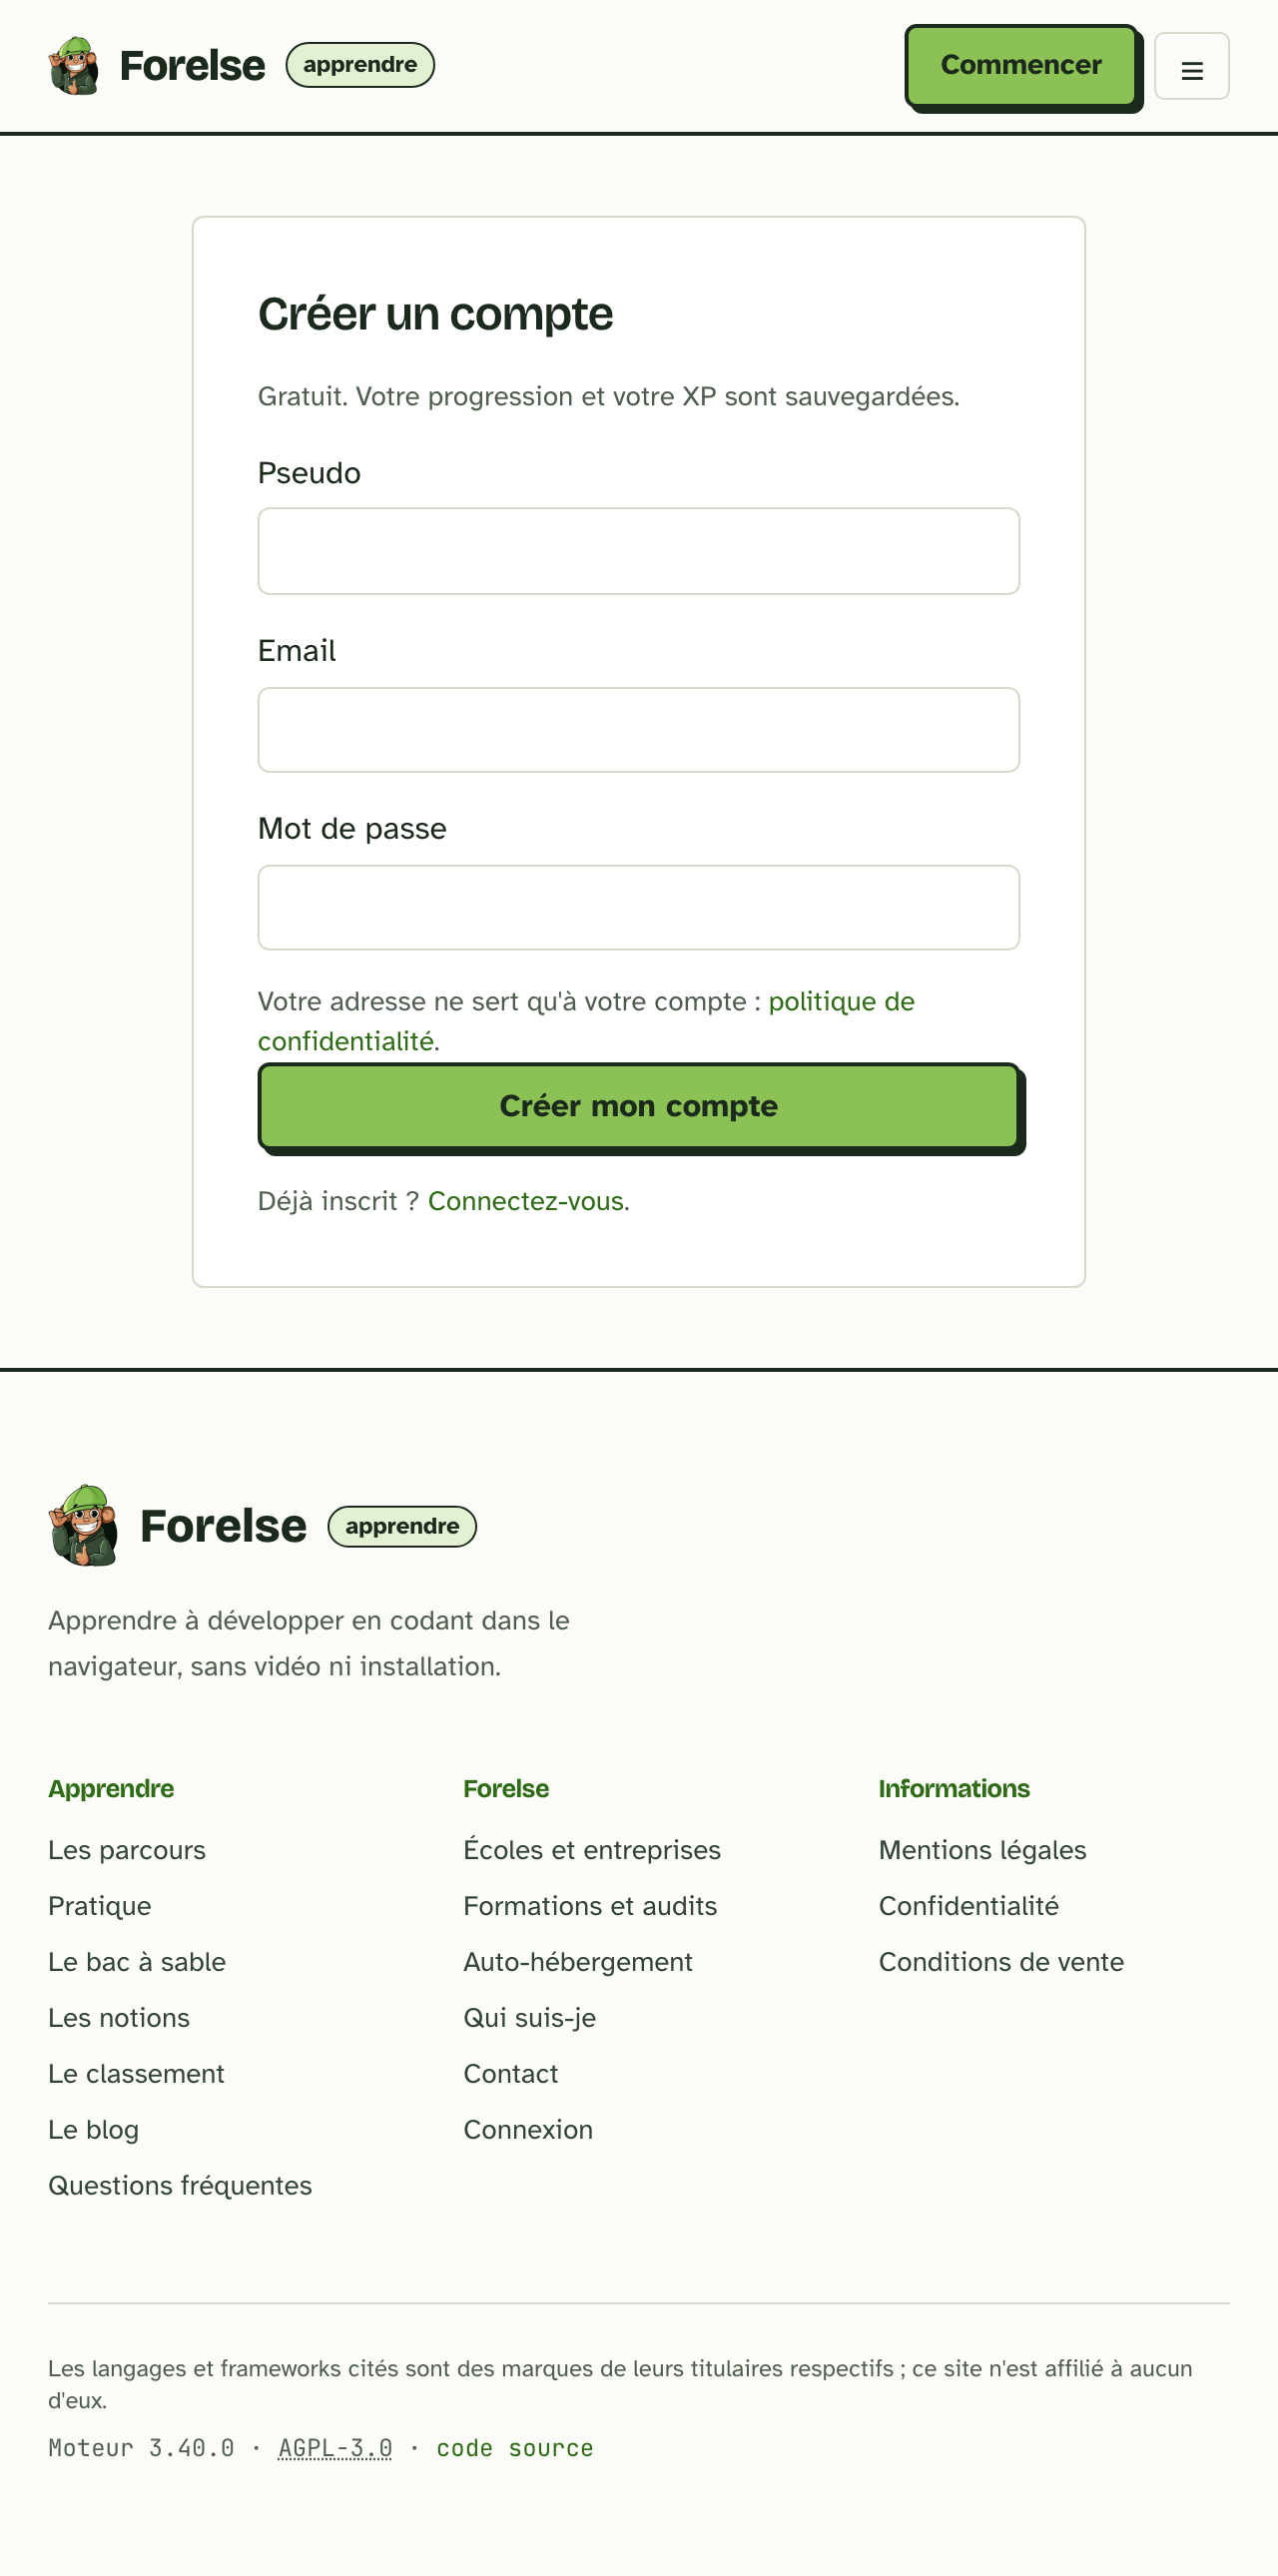 Forelse apprendre Commencer
Créer un compte
Gratuit. Votre progression et votre XP sont sauvegardées.
Pseudo
Email
Mot de passe
Votre adresse ne sert qu'à votre compte : politique de
confidentialité.
Créer mon compte
Déjà inscrit ? Connectez-vous.
Forelse apprendre
Apprendre à développer en codant dans le
navigateur, sans vidéo ni installation.
Apprendre
Les parcours
Pratique
Le bac à sable
Les notions
Le classement
Le blog
Questions fréquentes
Forelse
Écoles et entreprises
Formations et audits
Auto-hébergement
Qui suis-je
Contact
Connexion
Informations
Mentions légales
Confidentialité
Conditions de vente
Les langages et frameworks cités sont des marques de leurs titulaires respectifs ; ce site n'est affilié à aucun
d'eux.
Moteur 3.40.0 · AGPL-3.0 · code source